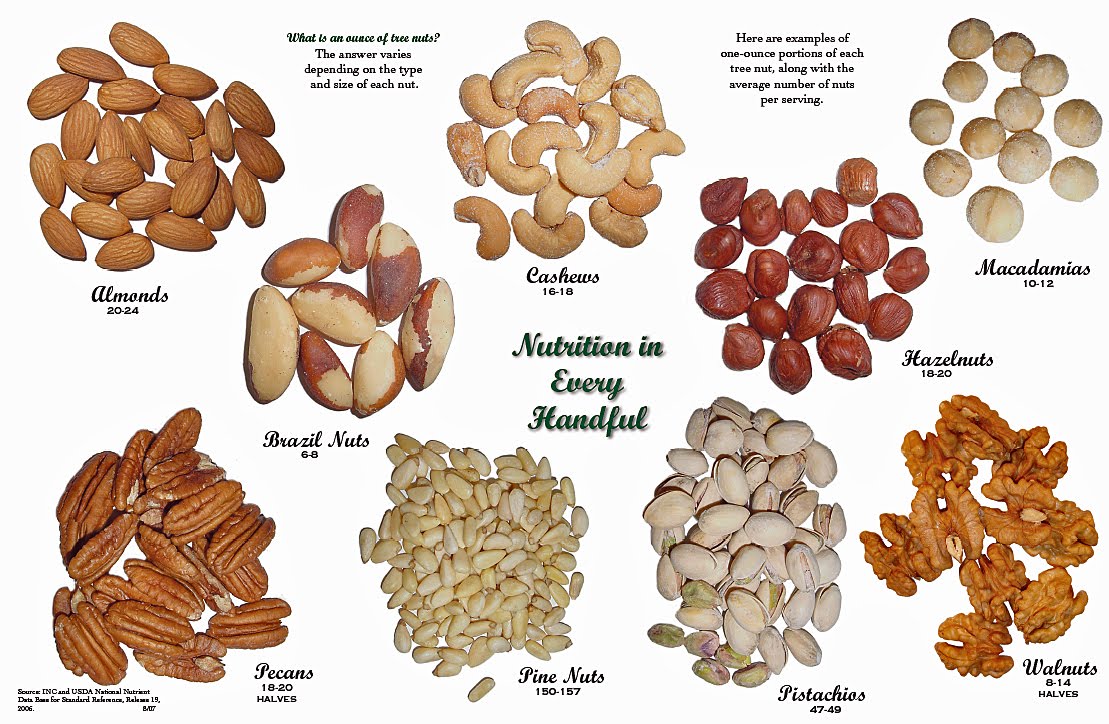 What is an ounce of tree nuts?
The answer varies
depending on the type
and size of each nut.
Here are examples of
one-ounce portions of each
tree nut, along with the
average number of nuts
per serving.
Almonds
20-24
Cashews
16-18
Macadamias
10-12
Brazil Nuts
6-8
Nutrition in
Every
Handful
Hazelnuts
18-20
Pecans
18-20
HALVES
Pine Nuts
150-157
Pistachios
47-49
Walnuts
8-14
HALVES
Source: INC and USDA National Nutrient
Data Base for Standard Reference, Release 19,
2006. 8/07